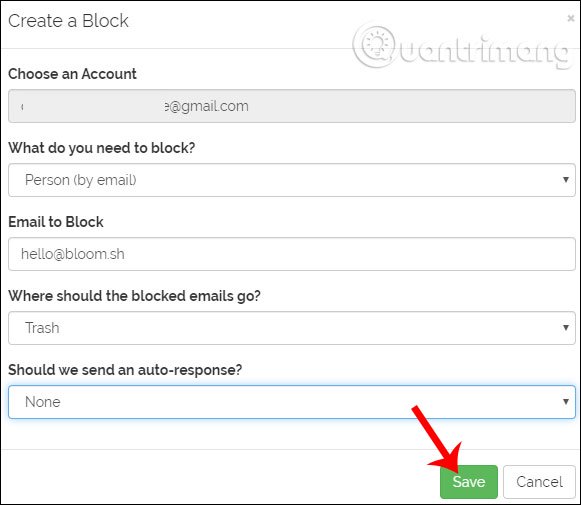 Create a Block
×
Quantrimang
Choose an Account
e@gmail.com
What do you need to block?
Person (by email)
Email to Block
hello@bloom.sh
Where should the blocked emails go?
Trash
Should we send an auto-response?
None
Save
Cancel